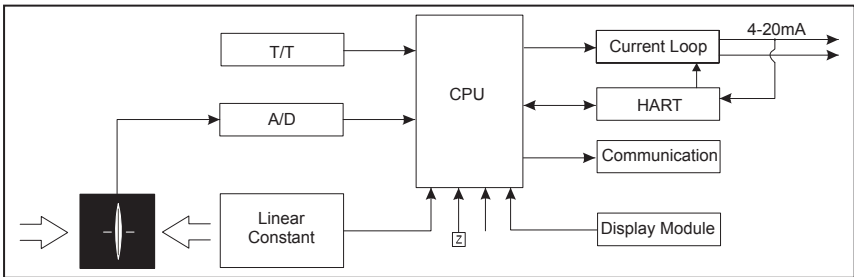 4-20mA
T/T
Current Loop
CPU
A/D
HART
Communication
Linear
Constant
Display Module
Z